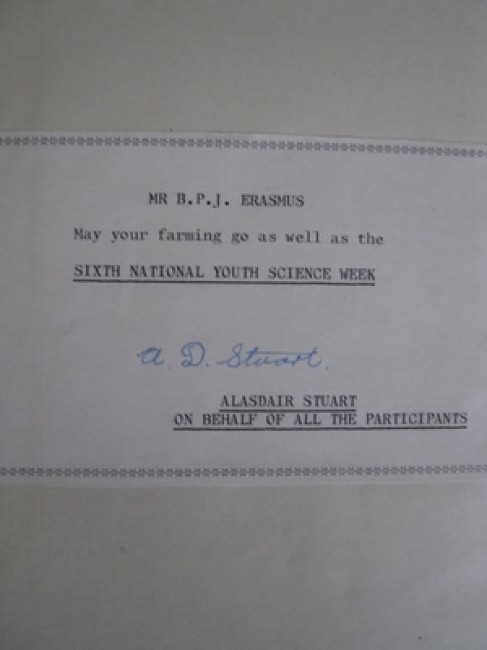 MR B.P.J. ERASMUS
May your farming go as well as the
SIXTH NATIONAL YOUTH SCIENCE WEEK
A. D. Stuart.
ALASDAIR STUART
ON BEHALF OF ALL THE PARTICIPANTS